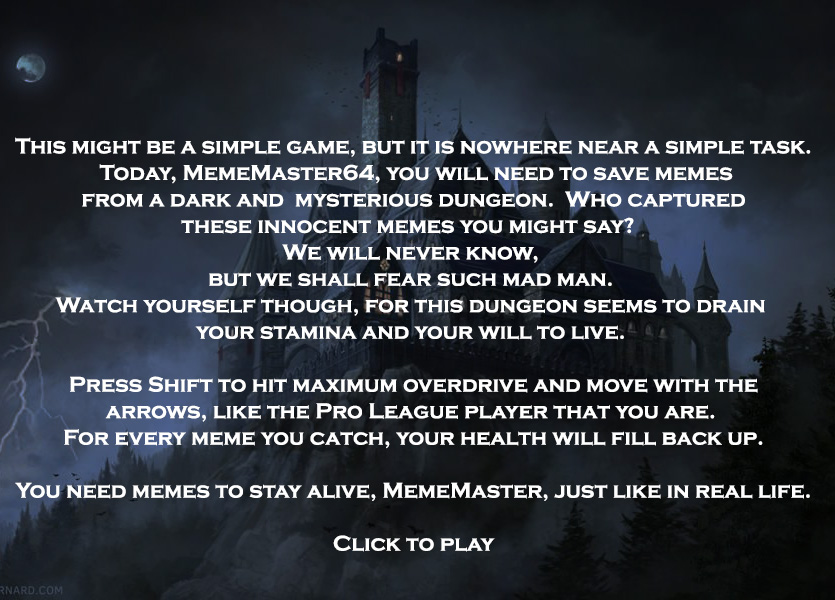 This might be a simple game, but it is nowhere near a simple task.
Today, MemeMaster64, you will need to save memes
from a dark and  mysterious dungeon.  Who captured
these innocent memes you might say?
We will never know,
but we shall fear such mad man.
Watch yourself though, for this dungeon seems to drain
your stamina and your will to live.
Press Shift to hit maximum overdrive and move with the
arrows, like the Pro League player that you are.
For every meme you catch, your health will fill back up.
You need memes to stay alive, MemeMaster, just like in real life.
Click to play
RNARD.COM